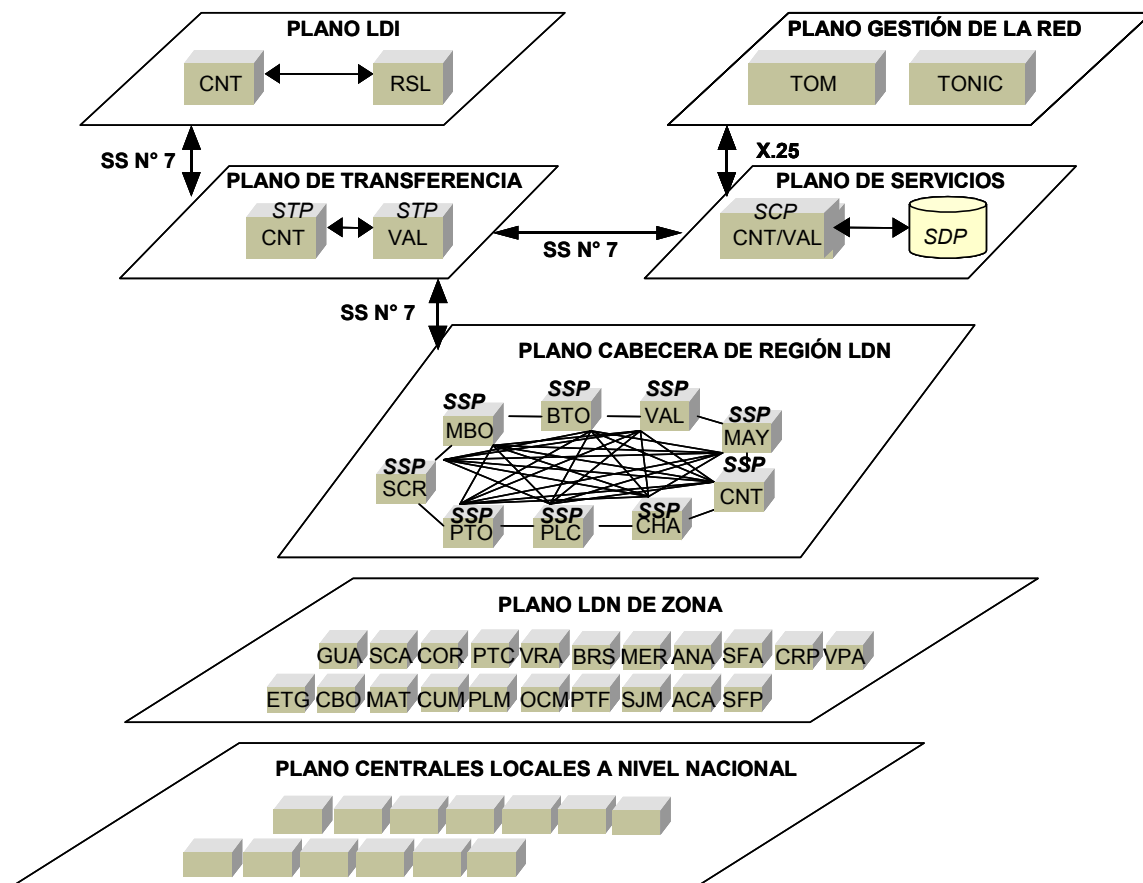 PLANO LDI
CNT
RSL
PLANO GESTIÓN DE LA RED
TOM
TONIC
SS N° 7
X.25
PLANO DE TRANSFERENCIA
STP
CNT
STP
VAL
SS N° 7
PLANO DE SERVICIOS
SCP
CNT/VAL
SDP
SS N° 7
PLANO CABECERA DE REGIÓN LDN
SSP
MBO
SSP
BTO
SSP
VAL
SSP
MAY
SSP
SCR
SSP
CNT
SSP
PTO
SSP
PLC
SSP
CHA
PLANO LDN DE ZONA
GUA SCA COR PTC VRA BRS MER ANA SFA CRP VPA
ETG CBO MAT CUM PLM OCM PTF SJM ACA SFP
PLANO CENTRALES LOCALES A NIVEL NACIONAL